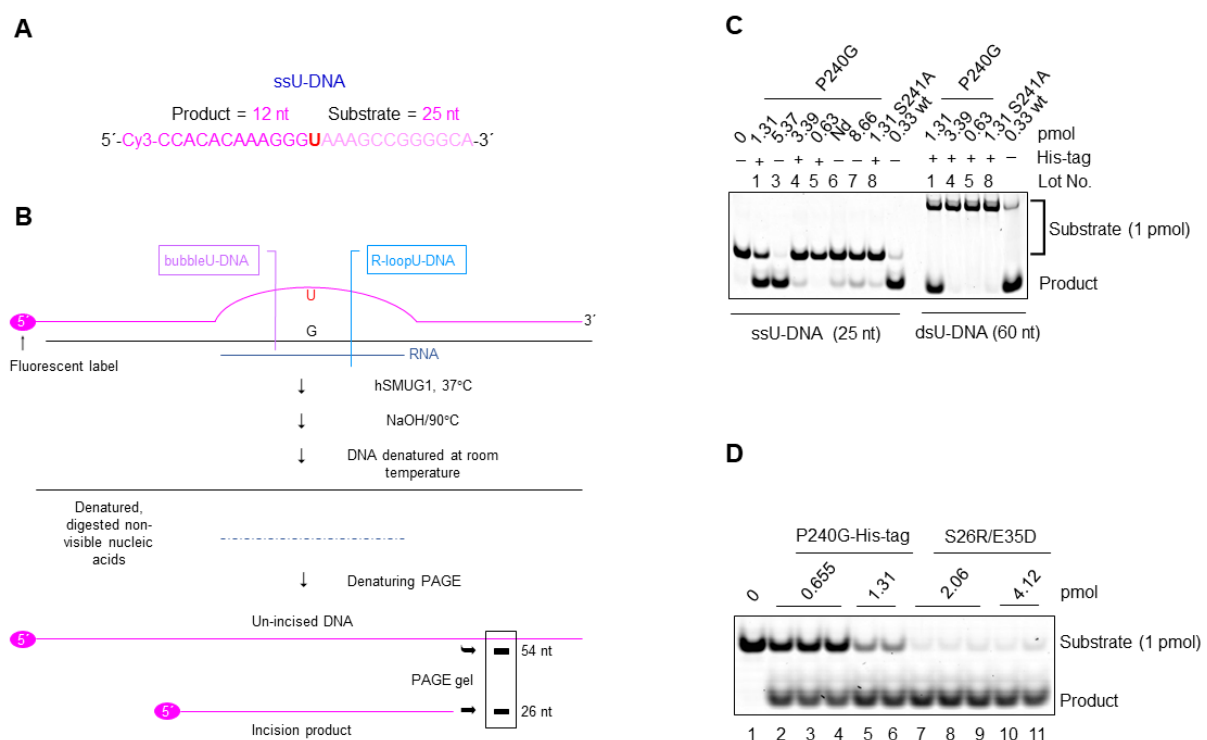 A
ssU-DNA
Product = 12 nt Substrate = 25 nt
5´-Cy3-CCACACAAAGGGUAAAGCCGGGGCA-3´
B
bubbleU-DNA
R-loopU-DNA
U
5´
3´
G
RNA
Fluorescent label
↓ hSMUG1, 37°C
↓ NaOH/90°C
↓ DNA denatured at room
temperature
Denatured,
digested non-
visible nucleic
acids
↓ Denaturing PAGE
Un-incised DNA
5´
54 nt
PAGE gel
5´
26 nt
Incision product
C
P240G P240G
0 1.31 5.37 3.39 0.63 Nd 8.66 1.31 S241A 0.33 wt 1.31 3.39 0.63 1.31 S241A 0.33 wt pmol
– + – + + – – + – + + + + – His-tag
1 3 4 5 6 7 8 1 4 5 8 Lot No.
Substrate (1 pmol)
Product
ssU-DNA (25 nt) dsU-DNA (60 nt)
D
P240G-His-tag S26R/E35D
0 0.655 1.31 2.06 4.12 pmol
Substrate (1 pmol)
Product
1 2 3 4 5 6 7 8 9 10 11